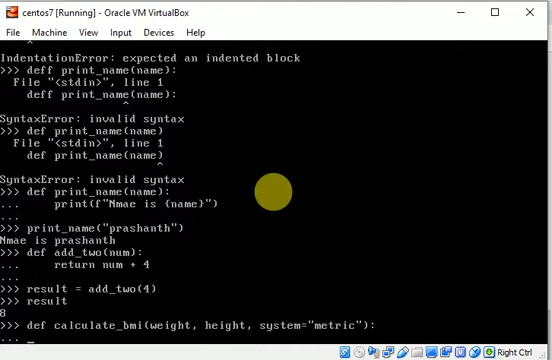 centos7 [Running] - Oracle VM VirtualBox
File Machine View Input Devices Help
^
IndentationError: expected an indented block
>>> deff print_name(name):
File "<stdin>", line 1
deff print_name(name):
^
SyntaxError: invalid syntax
>>> def print_name(name)
File "<stdin>", line 1
def print_name(name)
^
SyntaxError: invalid syntax
>>> def print_name(name):
... print(f"Nmae is {name}")
...
>>> print_name("prashanth")
Nmae is prashanth
>>> def add_two(num):
... return num + 4
...
>>> result = add_two(4)
>>> result
8
>>> def calculate_bmi(weight, height, system="metric"):
... _
Right Ctrl